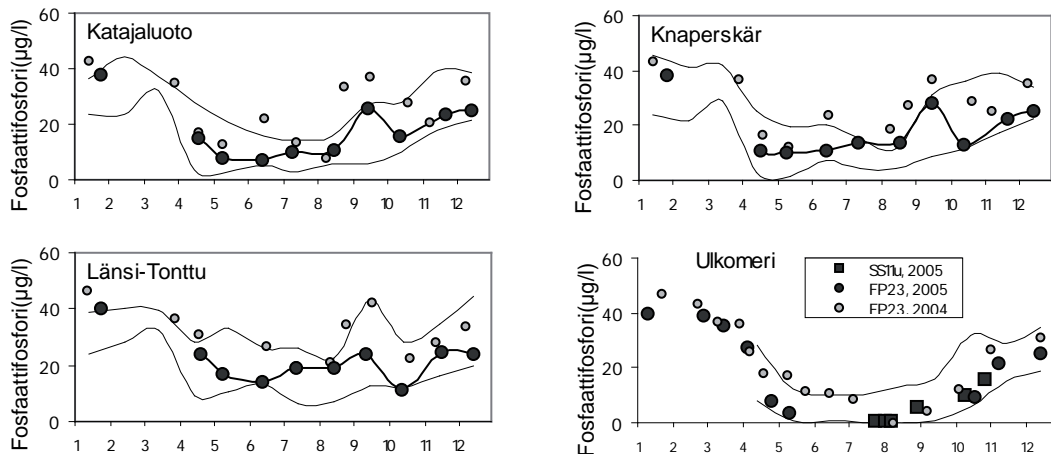 Katajaluoto
Fosfaattifosfori(µg/l)
60
40
20
0
1 2 3 4 5 6 7 8 9 10 11 12
Knaperskär
Fosfaattifosfori(µg/l)
60
40
20
0
1 2 3 4 5 6 7 8 9 10 11 12
Länsi-Tonttu
Fosfaattifosfori(µg/l)
60
40
20
0
1 2 3 4 5 6 7 8 9 10 11 12
Ulkomeri
SS11u, 2005
FP23, 2005
FP23, 2004
Fosfaattifosfori(µg/l)
60
40
20
0
1 2 3 4 5 6 7 8 9 10 11 12